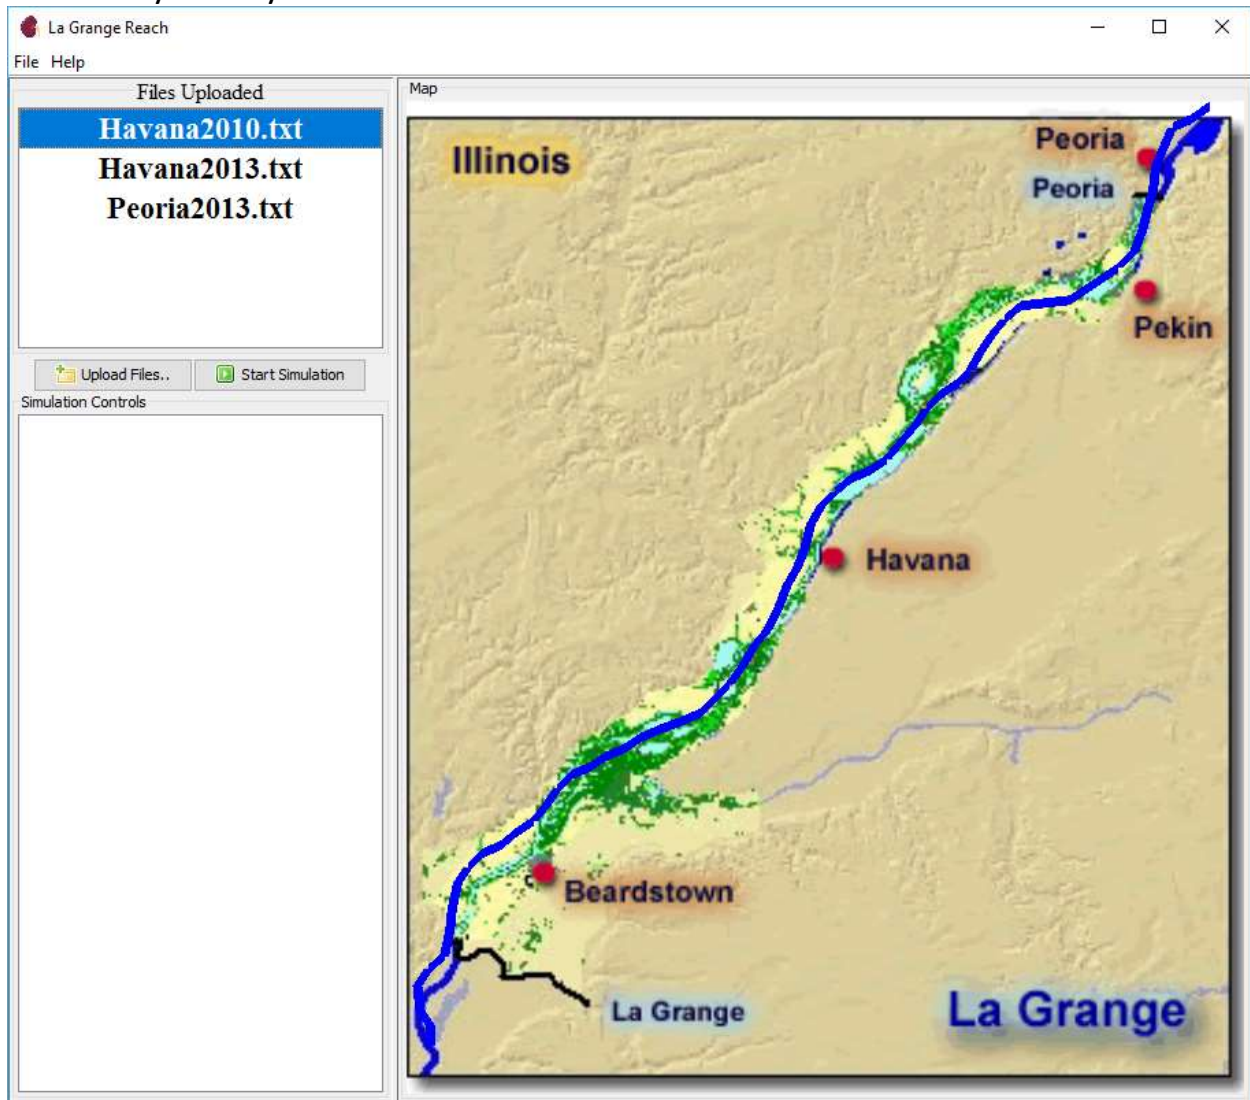 La Grange Reach
File Help
Files Uploaded
Havana2010.txt
Havana2013.txt
Peoria2013.txt
Upload Files..
Start Simulation
Simulation Controls
Map
Illinois
Peoria
Peoria
Pekin
Havana
Beardstown
La Grange
La Grange